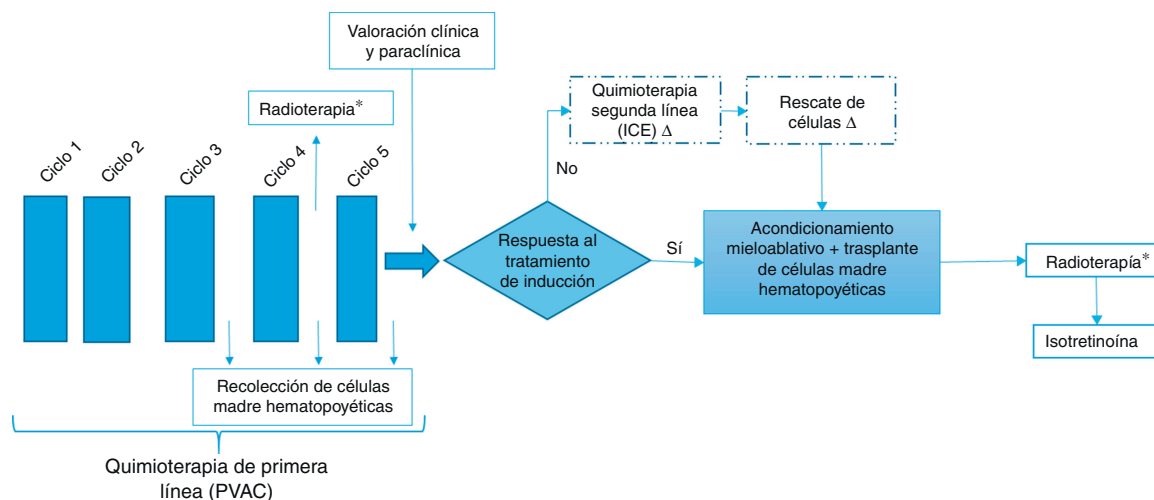 Valoración clínica
y paraclínica
Radioterapia*
Ciclo 1
Ciclo 2
Ciclo 3
Ciclo 4
Ciclo 5
Recolección de células
madre hematopoyéticas
Quimioterapia de primera
línea (PVAC)
Respuesta al
tratamiento
de inducción
No
Quimioterapia
segunda línea
(ICE) Δ
Rescate de
células Δ
Sí
Acondicionamiento
mieloablativo + trasplante
de células madre
hematopoyéticas
Radioterapía*
Isotretinoína